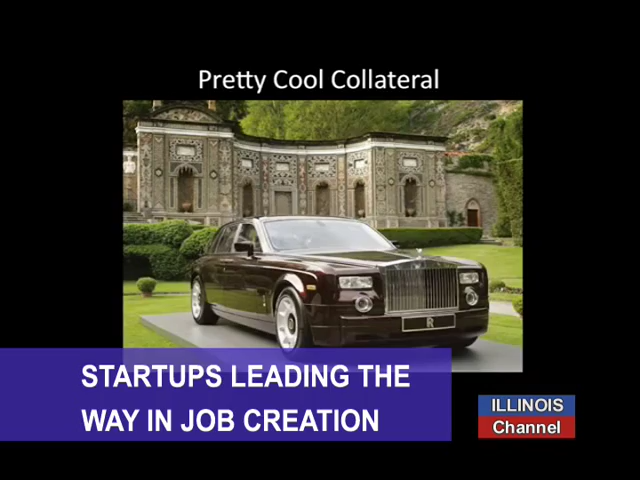 Pretty Cool Collateral
R
STARTUPS LEADING THE
WAY IN JOB CREATION
ILLINOIS
Channel